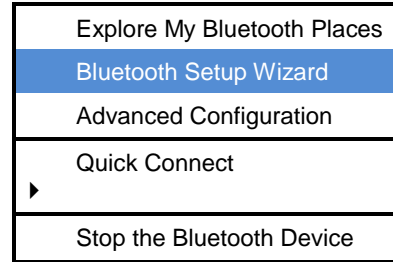 Explore My Bluetooth Places
Bluetooth Setup Wizard
Advanced Configuration
Quick Connect
Stop the Bluetooth Device